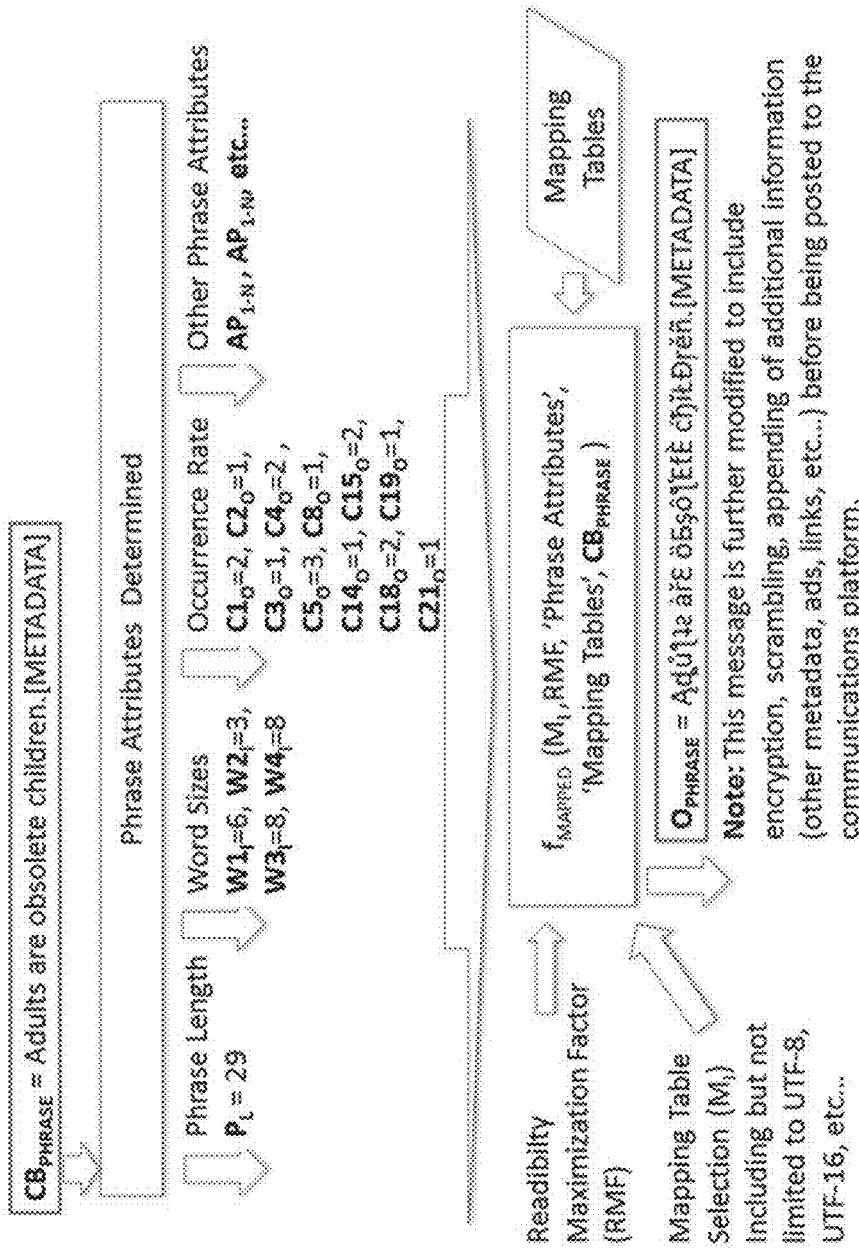 CB_PHRASE = Adults are obsolete children.[METADATA]
Phrase Attributes Determined
Phrase Length
P_L = 29
Word Sizes
W1_l=6, W2_l=3,
W3_l=8, W4_l=8
Occurrence Rate
C1_O=2, C2_O=1,
C3_O=1, C4_O=2 ,
C5_O=3, C8_O=1,
C14_O=1, C15_O=2,
C18_O=2, C19_O=1,
C21_O=1
Other Phrase Attributes
AP_1-N, AP_1-N, etc...
Readibilty
Maximization Factor
(RMF)
Mapping Table
Selection (M_i)
Including but not
limited to UTF-8,
UTF-16, etc...
f_MAPPED (M_i ,RMF, 'Phrase Attributes',
'Mapping Tables', CB_PHRASE )
Mapping
Tables
O_PHRASE = [METADATA]
Note: This message is further modified to include
encryption, scrambling, appending of additional information
(other metadata, ads, links, etc...) before being posted to the
communications platform.